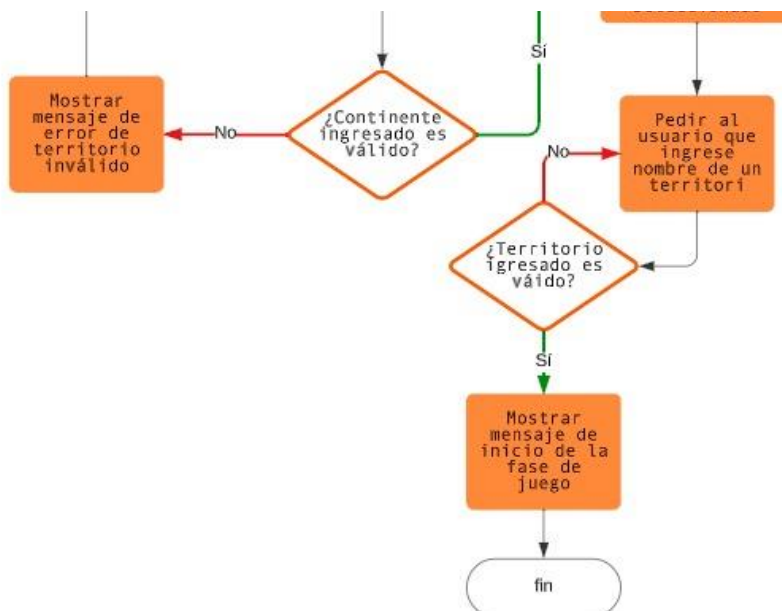 Sí
Mostrar
mensaje de
error de
territorio
inválido
No
¿Continente
ingresado es
válido?
Pedir al
usuario que
ingrese
nombre de un
territori
No
¿Territorio
igresado es
váido?
Sí
Mostrar
mensaje de
inicio de la
fase de
juego
fin